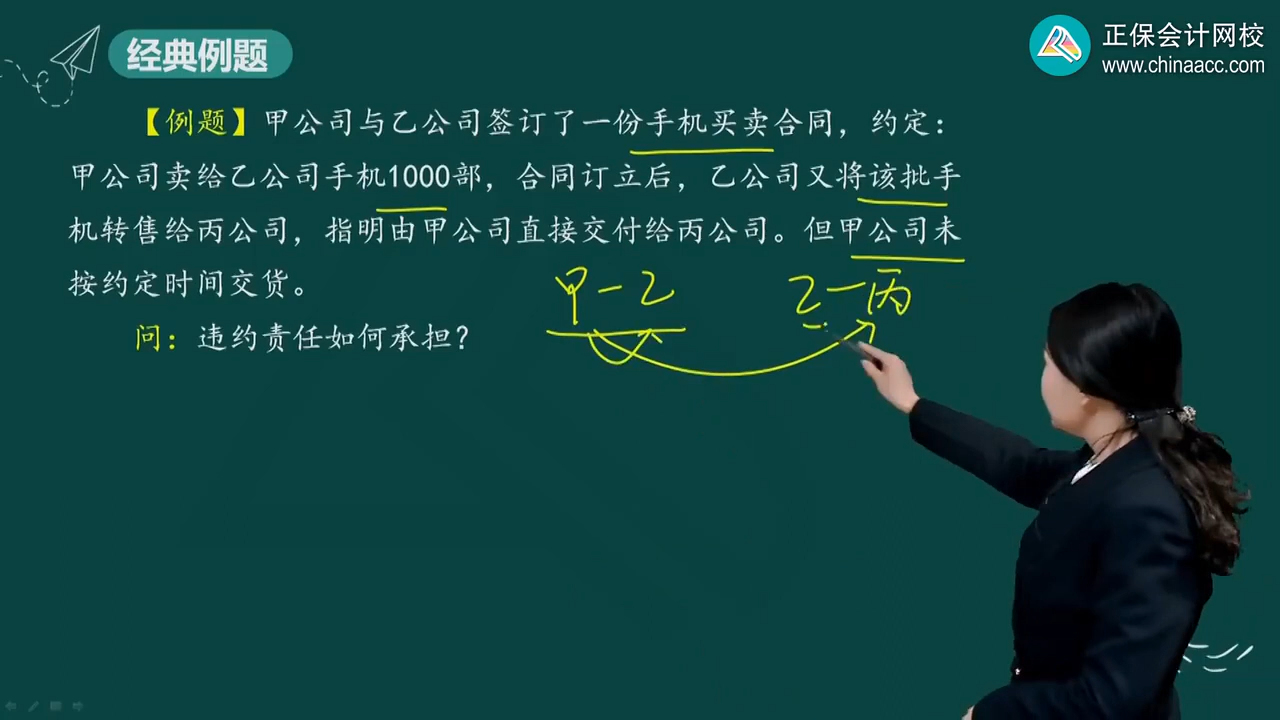 经典例题
正保会计网校
www.chinaacc.com
【例题】甲公司与乙公司签订了一份手机买卖合同，约定：
甲公司卖给乙公司手机1000部，合同订立后，乙公司又将该批手
机转售给丙公司，指明由甲公司直接交付给丙公司。但甲公司未
按约定时间交货。
甲-乙 乙-丙
问：违约责任如何承担？